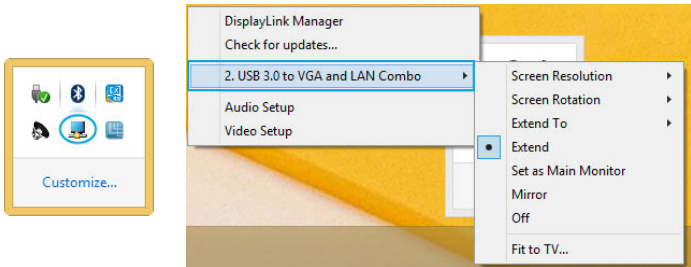 Customize...
DisplayLink Manager
Check for updates...
2. USB 3.0 to VGA and LAN Combo
Audio Setup
Video Setup
Screen Resolution
Screen Rotation
Extend To
Extend
Set as Main Monitor
Mirror
Off
Fit to TV...